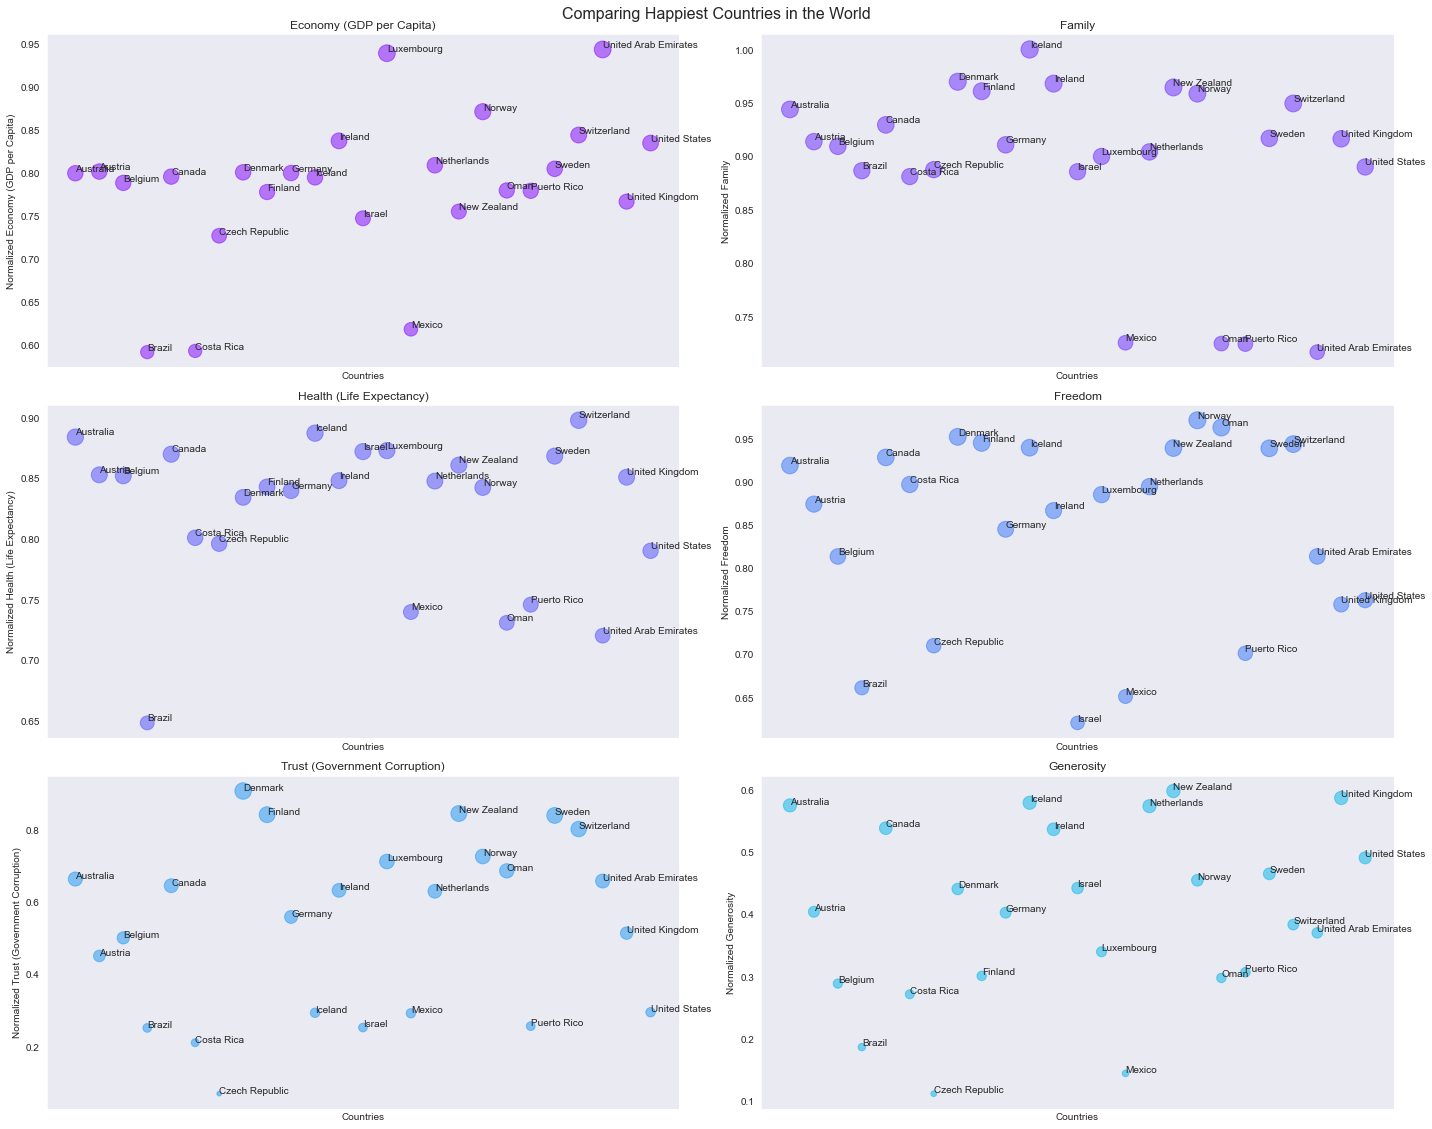 Comparing Happiest Countries in the World
Economy (GDP per Capita)
0.95
0.90
0.85
0.80
0.75
0.70
0.65
0.60
Normalized Economy (GDP per Capita)
Australia
Austria
Belgium
Brazil
Canada
Costa Rica
Czech Republic
Denmark
Finland
Germany
Iceland
Ireland
Israel
Luxembourg
Mexico
Netherlands
New Zealand
Norway
Oman
Puerto Rico
Sweden
Switzerland
United Arab Emirates
United Kingdom
United States
Countries
Family
1.00
0.95
0.90
0.85
0.80
0.75
Normalized Family
Australia
Austria
Belgium
Brazil
Canada
Costa Rica
Czech Republic
Denmark
Finland
Germany
Iceland
Ireland
Israel
Luxembourg
Mexico
Netherlands
New Zealand
Norway
Oman
Puerto Rico
Sweden
Switzerland
United Arab Emirates
United Kingdom
United States
Countries
Health (Life Expectancy)
0.90
0.85
0.80
0.75
0.70
0.65
Normalized Health (Life Expectancy)
Australia
Austria
Belgium
Brazil
Canada
Costa Rica
Czech Republic
Denmark
Finland
Germany
Iceland
Ireland
Israel
Luxembourg
Mexico
Netherlands
New Zealand
Norway
Oman
Puerto Rico
Sweden
Switzerland
United Arab Emirates
United Kingdom
United States
Countries
Freedom
0.95
0.90
0.85
0.80
0.75
0.70
0.65
Normalized Freedom
Australia
Austria
Belgium
Brazil
Canada
Costa Rica
Czech Republic
Denmark
Finland
Germany
Iceland
Ireland
Israel
Luxembourg
Mexico
Netherlands
New Zealand
Norway
Oman
Puerto Rico
Sweden
Switzerland
United Arab Emirates
United Kingdom
United States
Countries
Trust (Government Corruption)
0.8
0.6
0.4
0.2
Normalized Trust (Government Corruption)
Australia
Austria
Belgium
Brazil
Canada
Costa Rica
Czech Republic
Denmark
Finland
Germany
Iceland
Ireland
Israel
Luxembourg
Mexico
Netherlands
New Zealand
Norway
Oman
Puerto Rico
Sweden
Switzerland
United Arab Emirates
United Kingdom
United States
Countries
Generosity
0.6
0.5
0.4
0.3
0.2
0.1
Normalized Generosity
Australia
Austria
Belgium
Brazil
Canada
Costa Rica
Czech Republic
Denmark
Finland
Germany
Iceland
Ireland
Israel
Luxembourg
Mexico
Netherlands
New Zealand
Norway
Oman
Puerto Rico
Sweden
Switzerland
United Arab Emirates
United Kingdom
United States
Countries